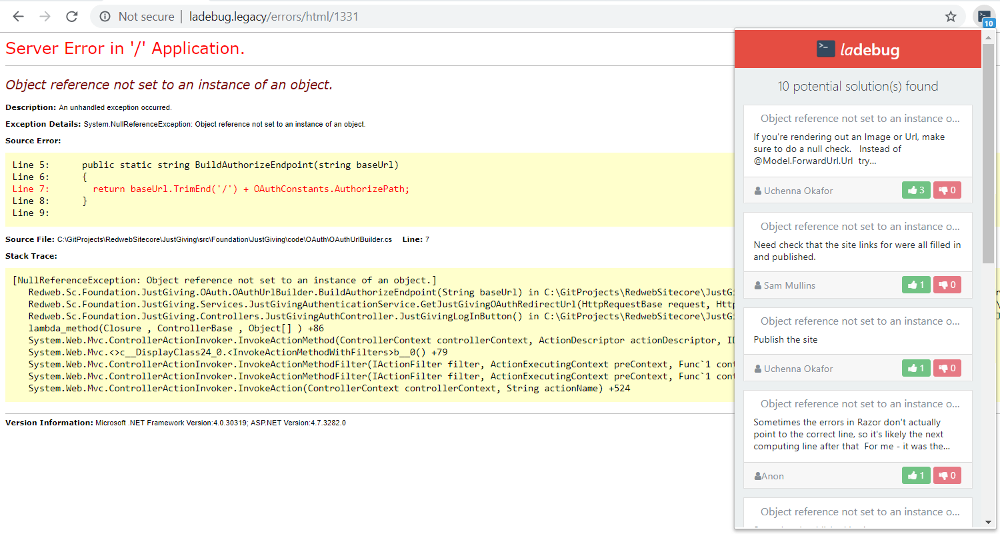 Not secure | ladebug.legacy/errors/html/1331
10
Server Error in '/' Application.
Object reference not set to an instance of an object.
Description: An unhandled exception occurred.
Exception Details: System.NullReferenceException: Object reference not set to an instance of an object.
Source Error:
Line 5:      public static string BuildAuthorizeEndpoint(string baseUrl)
Line 6:      {
Line 7:        return baseUrl.TrimEnd('/') + OAuthConstants.AuthorizePath;
Line 8:      }
Line 9:
Source File: C:\GitProjects\RedwebSitecore\JustGiving\src\Foundation\JustGiving\code\OAuth\OAuthUrlBuilder.cs    Line: 7
Stack Trace:
[NullReferenceException: Object reference not set to an instance of an object.]
   Redweb.Sc.Foundation.JustGiving.OAuth.OAuthUrlBuilder.BuildAuthorizeEndpoint(String baseUrl) in C:\GitProjects\RedwebSitecore\JustGi
   Redweb.Sc.Foundation.JustGiving.Services.JustGivingAuthenticationService.GetJustGivingOAuthRedirectUrl(HttpRequestBase request, Htt
   Redweb.Sc.Foundation.JustGiving.Controllers.JustGivingAuthController.JustGivingLogInButton() in C:\GitProjects\RedwebSitecore\JustG
   lambda_method(Closure , ControllerBase , Object[] ) +86
   System.Web.Mvc.ControllerActionInvoker.InvokeActionMethod(ControllerContext controllerContext, ActionDescriptor actionDescriptor, ID
   System.Web.Mvc.<>c__DisplayClass24_0.<InvokeActionMethodWithFilters>b__0() +79
   System.Web.Mvc.ControllerActionInvoker.InvokeActionMethodFilter(IActionFilter filter, ActionExecutingContext preContext, Func`1 cont
   System.Web.Mvc.ControllerActionInvoker.InvokeActionMethodFilter(IActionFilter filter, ActionExecutingContext preContext, Func`1 cont
   System.Web.Mvc.ControllerActionInvoker.InvokeAction(ControllerContext controllerContext, String actionName) +524
Version Information: Microsoft .NET Framework Version:4.0.30319; ASP.NET Version:4.7.3282.0
>_ ladebug
10 potential solution(s) found
Object reference not set to an instance o...
If you're rendering out an Image or Url, make
sure to do a null check.   Instead of
@Model.ForwardUrl.Url  try...
Uchenna Okafor 3 0
Object reference not set to an instance o...
Need check that the site links for were all filled in
and published.
Sam Mullins 1 0
Object reference not set to an instance o...
Publish the site
Uchenna Okafor 1 0
Object reference not set to an instance o...
Sometimes the errors in Razor don't actually
point to the correct line, so it's likely the next
computing line after that  For me - it was the...
Anon 1 0
Object reference not set to an instance o...